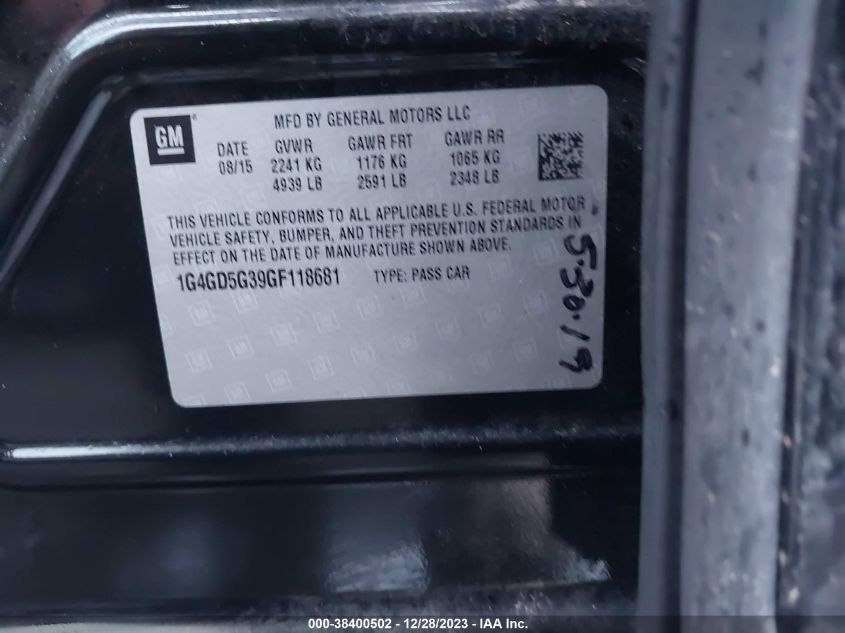 GM
MFD BY GENERAL MOTORS LLC
DATE GVWR GAWR FRT GAWR RR
08/15 2241 KG 1176 KG 1065 KG
4939 LB 2591 LB 2348 LB
THIS VEHICLE CONFORMS TO ALL APPLICABLE U.S. FEDERAL MOTOR
VEHICLE SAFETY, BUMPER, AND THEFT PREVENTION STANDARDS IN
EFFECT ON THE DATE OF MANUFACTURE SHOWN ABOVE.
1G4GD5G39GF118681 TYPE: PASS CAR
5·30·19
000-38400502 - 12/28/2023 - IAA Inc.